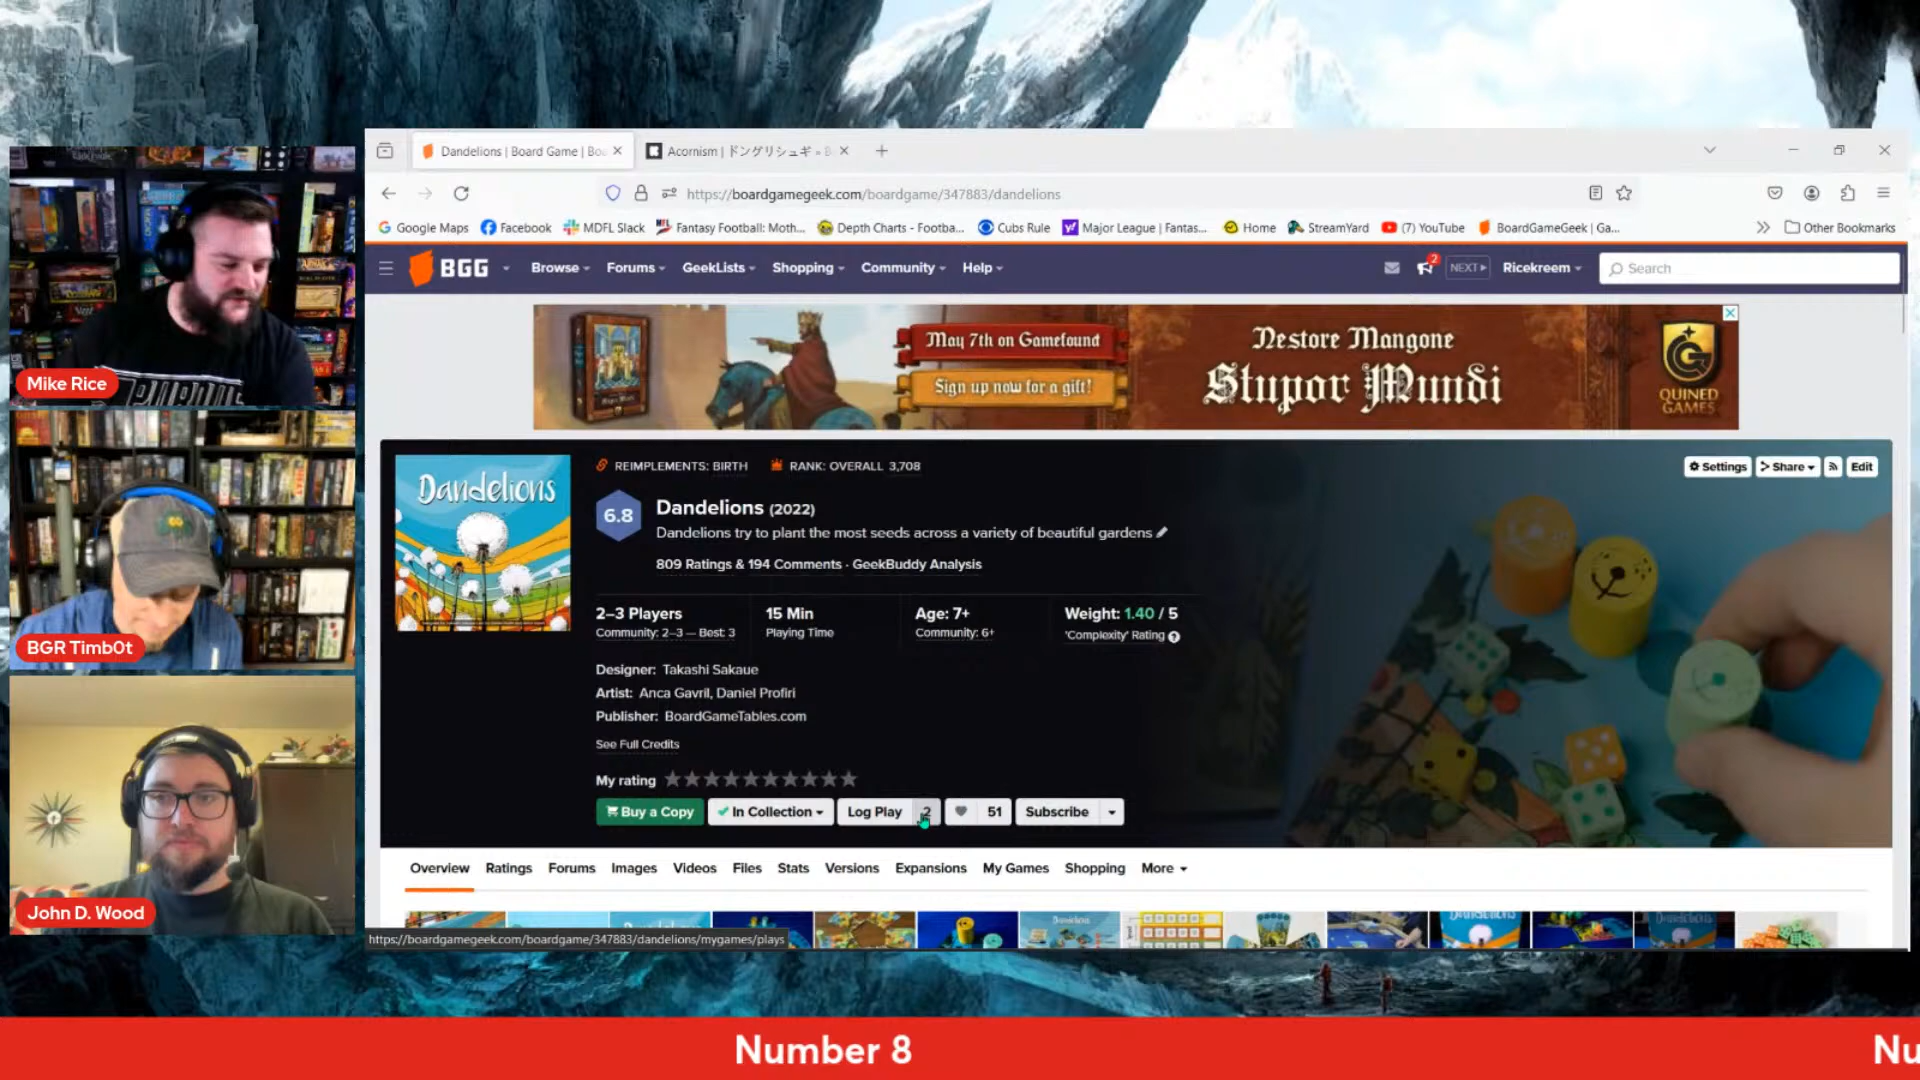 Dandelions | Board Game | Boa
Acornism | ドングリシュギ » B
https://boardgamegeek.com/boardgame/347883/dandelions
Google Maps
Facebook
MDFL Slack
Fantasy Football: Moth...
Depth Charts - Footba...
Cubs Rule
Major League | Fantas...
Home
StreamYard
(7) YouTube
BoardGameGeek | Ga...
Other Bookmarks
BGG
Browse
Forums
GeekLists
Shopping
Community
Help
2
NEXT
Ricekreem
Search
May 7th on Gamefound
Sign up now for a gift!
Nestore Mangone
Stupor Mundi
QUINED
GAMES
Mike Rice
BGR Timb0t
John D. Wood
Dandelions
REIMPLEMENTS: BIRTH
RANK: OVERALL 3,708
Settings
Share
Edit
6.8
Dandelions (2022)
Dandelions try to plant the most seeds across a variety of beautiful gardens
809 Ratings & 194 Comments · GeekBuddy Analysis
2–3 Players
Community: 2–3 — Best: 3
15 Min
Playing Time
Age: 7+
Community: 6+
Weight: 1.40 / 5
'Complexity' Rating
Designer: Takashi Sakaue
Artist: Anca Gavril, Daniel Profiri
Publisher: BoardGameTables.com
See Full Credits
My rating
Buy a Copy
In Collection
Log Play
2
51
Subscribe
Overview
Ratings
Forums
Images
Videos
Files
Stats
Versions
Expansions
My Games
Shopping
More
https://boardgamegeek.com/boardgame/347883/dandelions/mygames/plays
Number 8
Nu